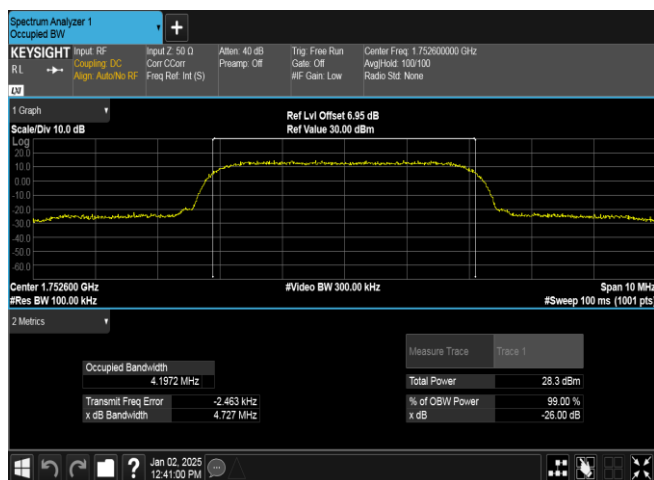 Spectrum Analyzer 1
Occupied BW
+
KEYSIGHT Input: RF Input Z: 50 Ω Atten: 40 dB Trig: Free Run Center Freq: 1.752600000 GHz
RL Coupling: DC Corr CCorr Preamp: Off Gate: Off Avg|Hold: 100/100
Align: Auto/No RF Freq Ref: Int (S) #IF Gain: Low Radio Std: None
LXI
1 Graph Ref Lvl Offset 6.95 dB
Scale/Div 10.0 dB Ref Value 30.00 dBm
Log
20.0
10.0
0.00
-10.0
-20.0
-30.0
-40.0
-50.0
-60.0
Center 1.752600 GHz #Video BW 300.00 kHz Span 10 MHz
#Res BW 100.00 kHz #Sweep 100 ms (1001 pts)
2 Metrics
Measure Trace Trace 1
Occupied Bandwidth
4.1972 MHz Total Power 28.3 dBm
Transmit Freq Error -2.463 kHz % of OBW Power 99.00 %
x dB Bandwidth 4.727 MHz x dB -26.00 dB
? Jan 02, 2025
12:41:00 PM